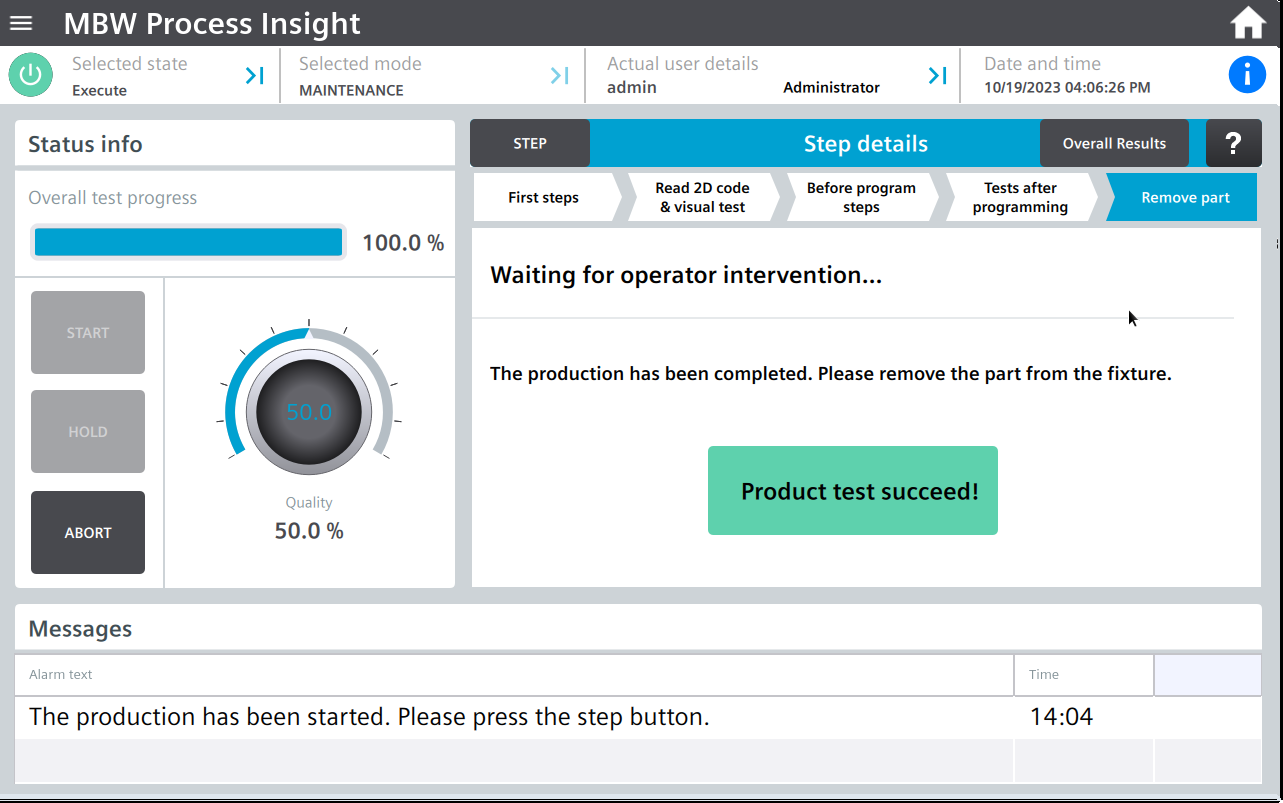 MBW Process Insight
Selected state
Execute
Selected mode
MAINTENANCE
Actual user details
admin
Administrator
Date and time
10/19/2023 04:06:26 PM
i
Status info
Overall test progress
100.0 %
START
HOLD
ABORT
50.0
Quality
50.0 %
STEP
Step details
Overall Results
?
First steps
Read 2D code
& visual test
Before program
steps
Tests after
programming
Remove part
Waiting for operator intervention...
The production has been completed. Please remove the part from the fixture.
Product test succeed!
Messages
Alarm text
Time
The production has been started. Please press the step button.
14:04